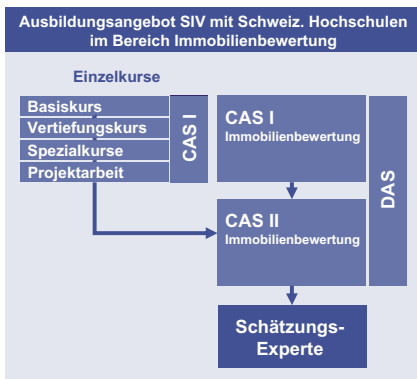 Ausbildungsangebot SIV mit Schweiz. Hochschulen
im Bereich Immobilienbewertung
Einzelkurse
Basiskurs
Vertiefungskurs
Spezialkurse
Projektarbeit
CAS I
CAS I
Immobilienbewertung
CAS II
Immobilienbewertung
DAS
Schätzungs-
Experte